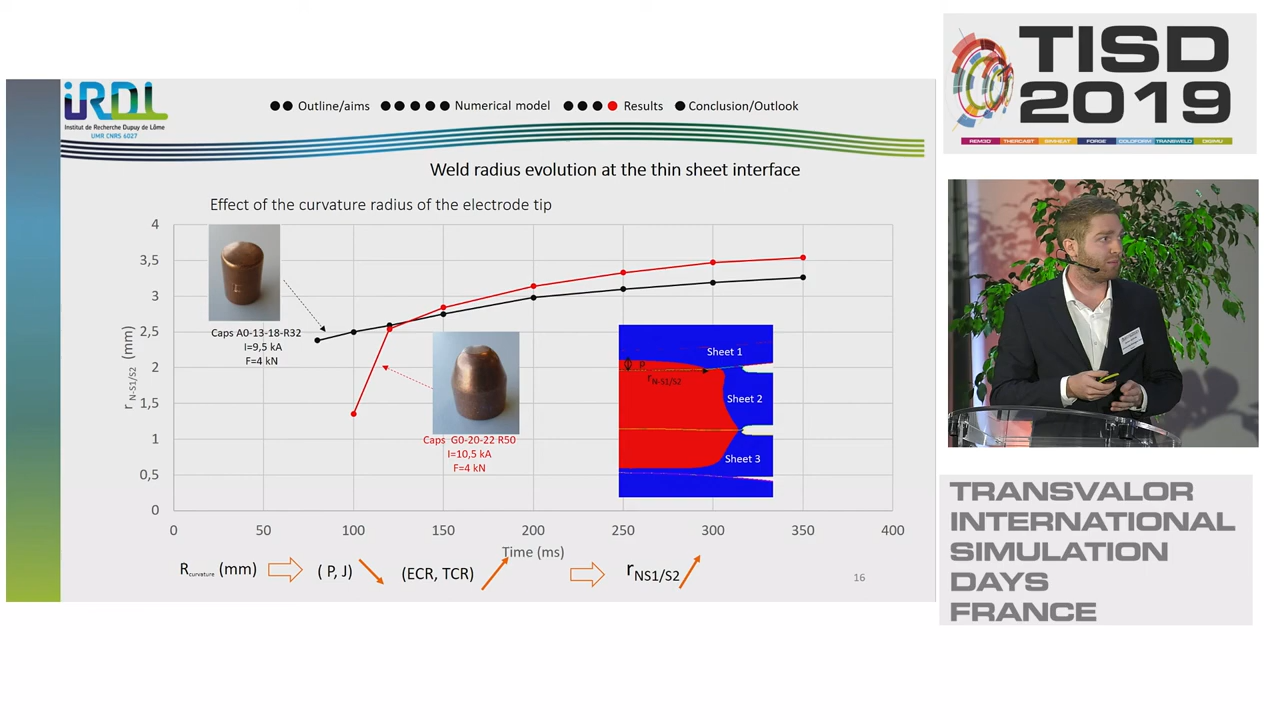 iRDL
Institut de Recherche Dupuy de Lôme
UMR CNRS 6027
Outline/aims
Numerical model
Results
Conclusion/Outlook
Weld radius evolution at the thin sheet interface
Effect of the curvature radius of the electrode tip
4
3,5
3
2,5
2
1,5
1
0,5
0
r N-S1/S2 (mm)
Caps A0-13-18-R32
I=9,5 kA
F=4 kN
Caps G0-20-22 R50
I=10,5 kA
F=4 kN
Sheet 1
P
rN-S1/S2
Sheet 2
Sheet 3
0
50
100
150
200
250
300
350
400
Time (ms)
Rcurvature (mm)
( P, J)
(ECR, TCR)
rNS1/S2
16
TISD
2019
REM3D THERCAST SIMHEAT FORGE COLDFORM TRANSWELD DIGIMU
TRANSVALOR
INTERNATIONAL
SIMULATION
DAYS
FRANCE